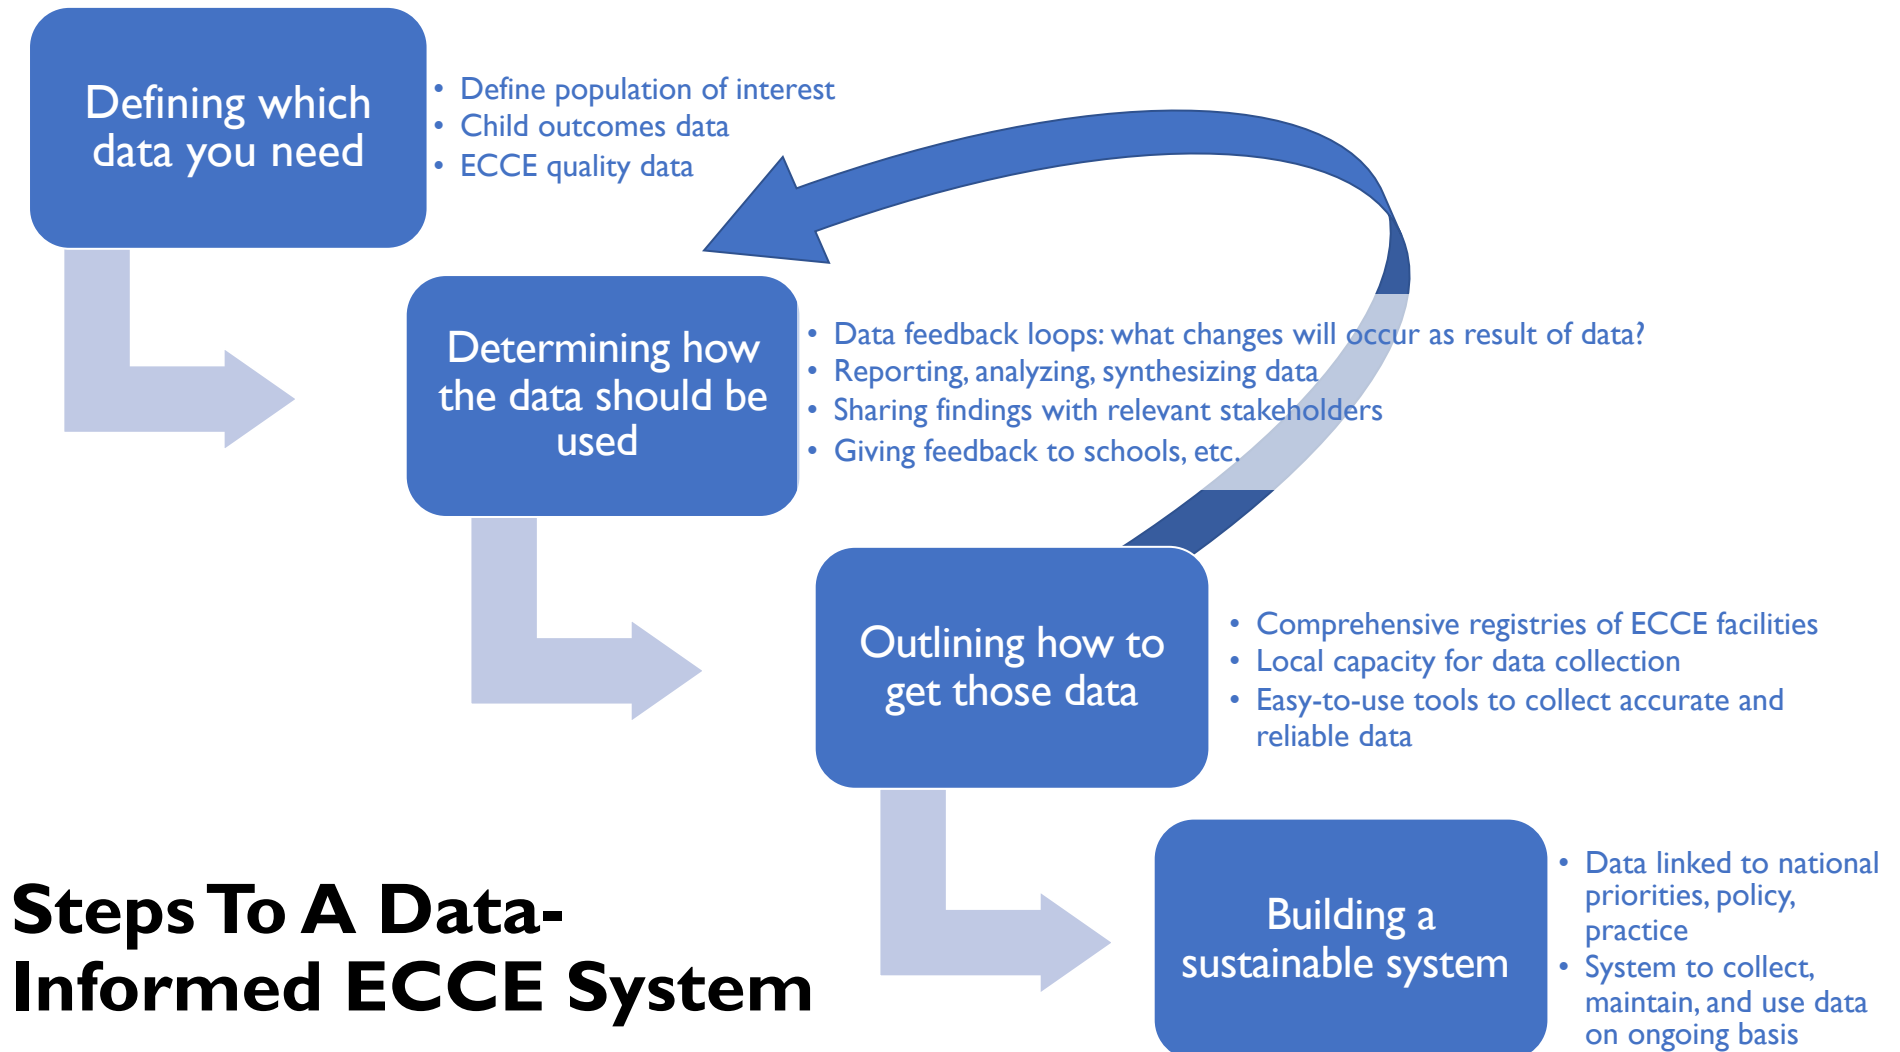 Defining which
data you need
• Define population of interest
• Child outcomes data
• ECCE quality data
Determining how
the data should be
used
• Data feedback loops: what changes will occur as result of data?
• Reporting, analyzing, synthesizing data
• Sharing findings with relevant stakeholders
• Giving feedback to schools, etc.
Outlining how to
get those data
• Comprehensive registries of ECCE facilities
• Local capacity for data collection
• Easy-to-use tools to collect accurate and
reliable data
Building a
sustainable system
• Data linked to national
priorities, policy,
practice
• System to collect,
maintain, and use data
on ongoing basis
Steps To A Data-
Informed ECCE System